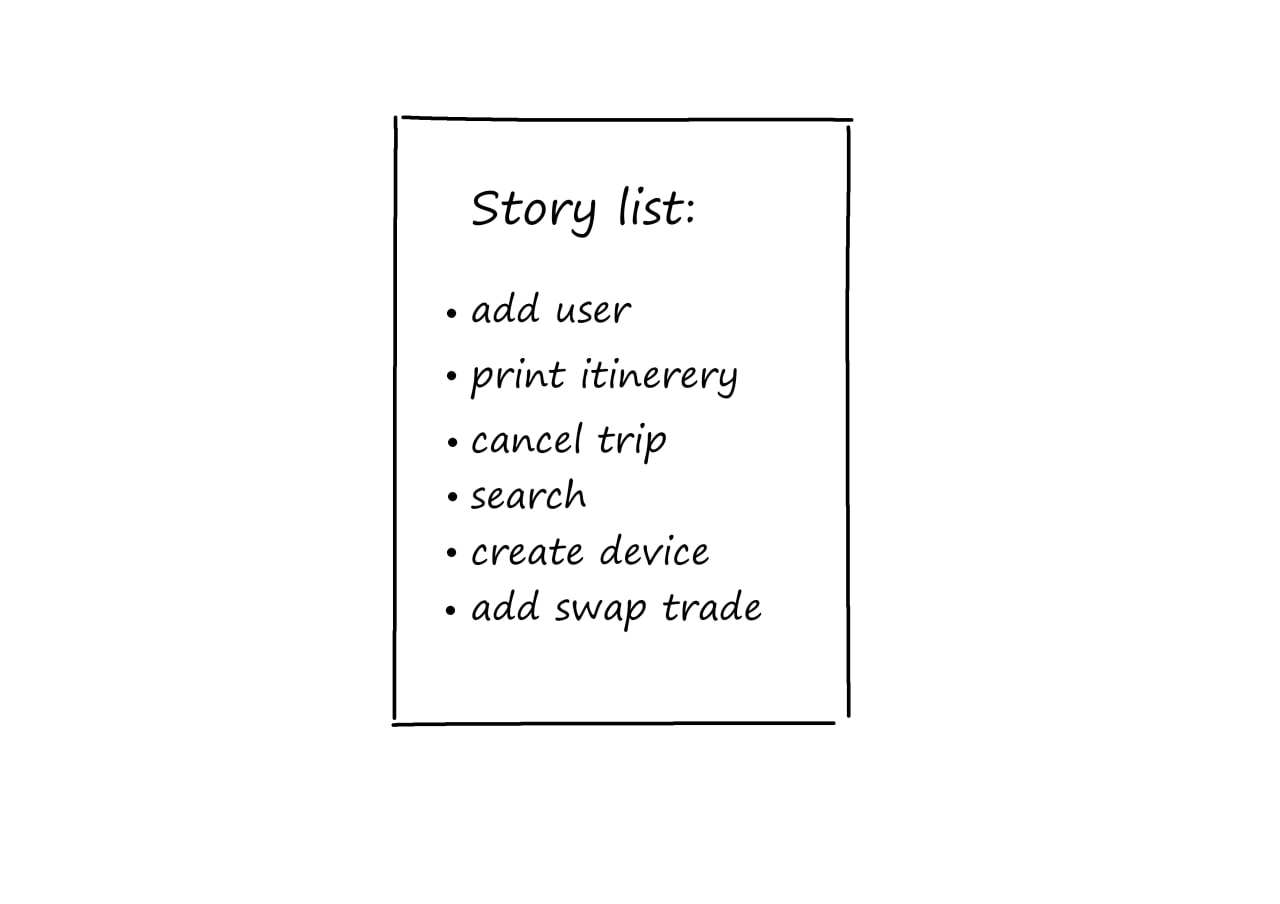 Story list:
• add user
• print itinerery
• cancel trip
• search
• create device
• add swap trade